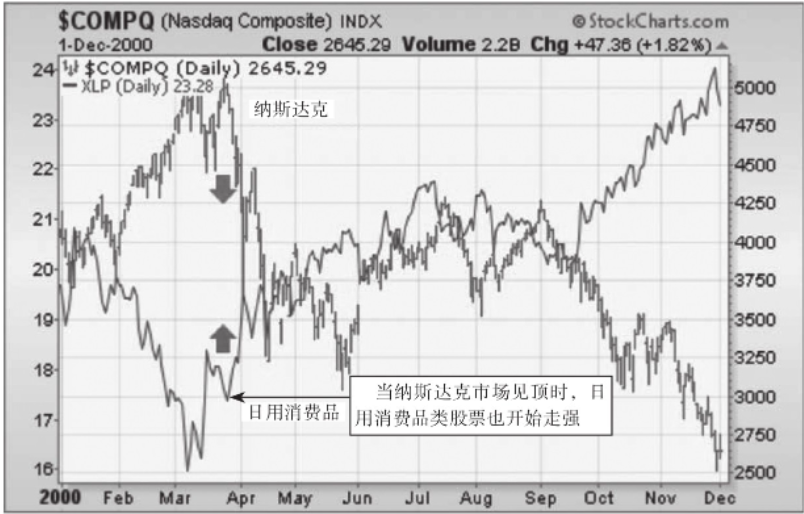 $COMPQ (Nasdaq Composite) INDX
© StockCharts.com
1-Dec-2000
Close 2645.29 Volume 2.2B Chg +47.36 (+1.82%)
$COMPQ (Daily) 2645.29
XLP (Daily) 23.28
纳斯达克
24
23
22
21
20
19
18
17
16
5000
4750
4500
4250
4000
3750
3500
3250
3000
2750
2500
日用消费品
当纳斯达克市场见顶时，日
用消费品类股票也开始走强
2000 Feb Mar Apr May Jun Jul Aug Sep Oct Nov Dec